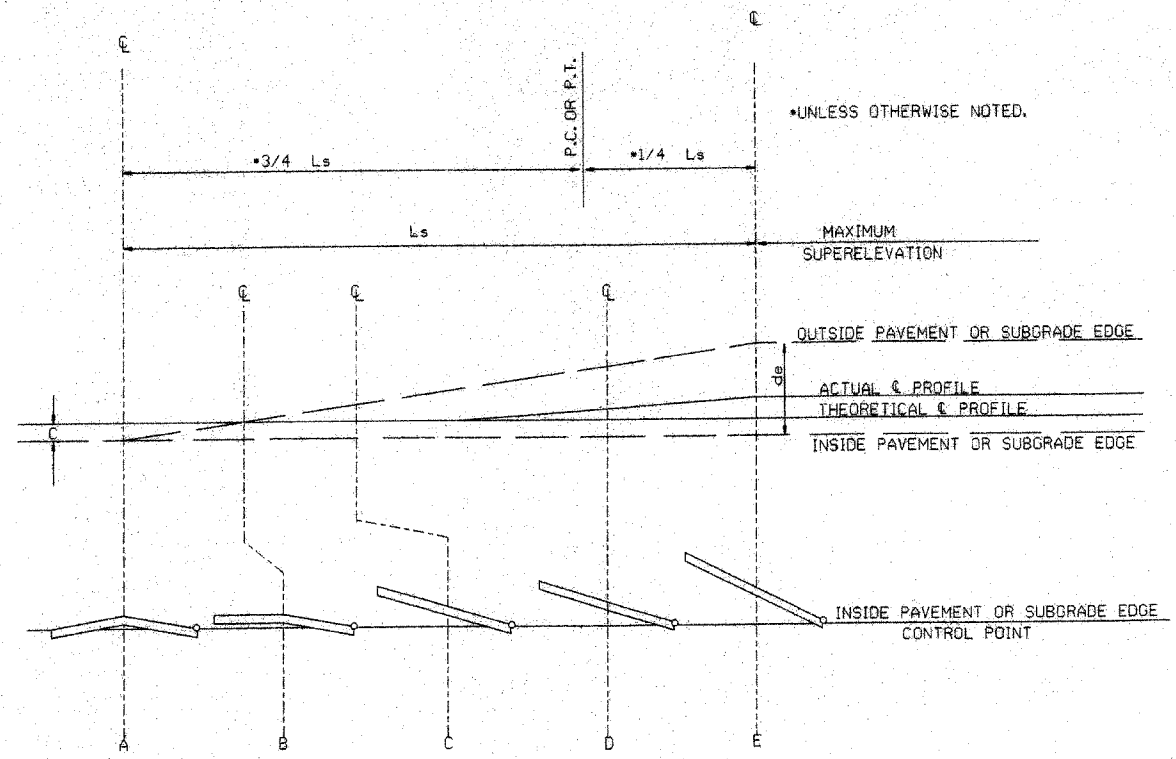 ℄
℄
P.C. OR P.T.
*UNLESS OTHERWISE NOTED.
*3/4 Ls
*1/4 Ls
Ls
MAXIMUM
SUPERELEVATION
℄
℄
℄
OUTSIDE PAVEMENT OR SUBGRADE EDGE
de
ACTUAL ℄ PROFILE
THEORETICAL ℄ PROFILE
C
INSIDE PAVEMENT OR SUBGRADE EDGE
INSIDE PAVEMENT OR SUBGRADE EDGE
CONTROL POINT
A
B
C
D
E